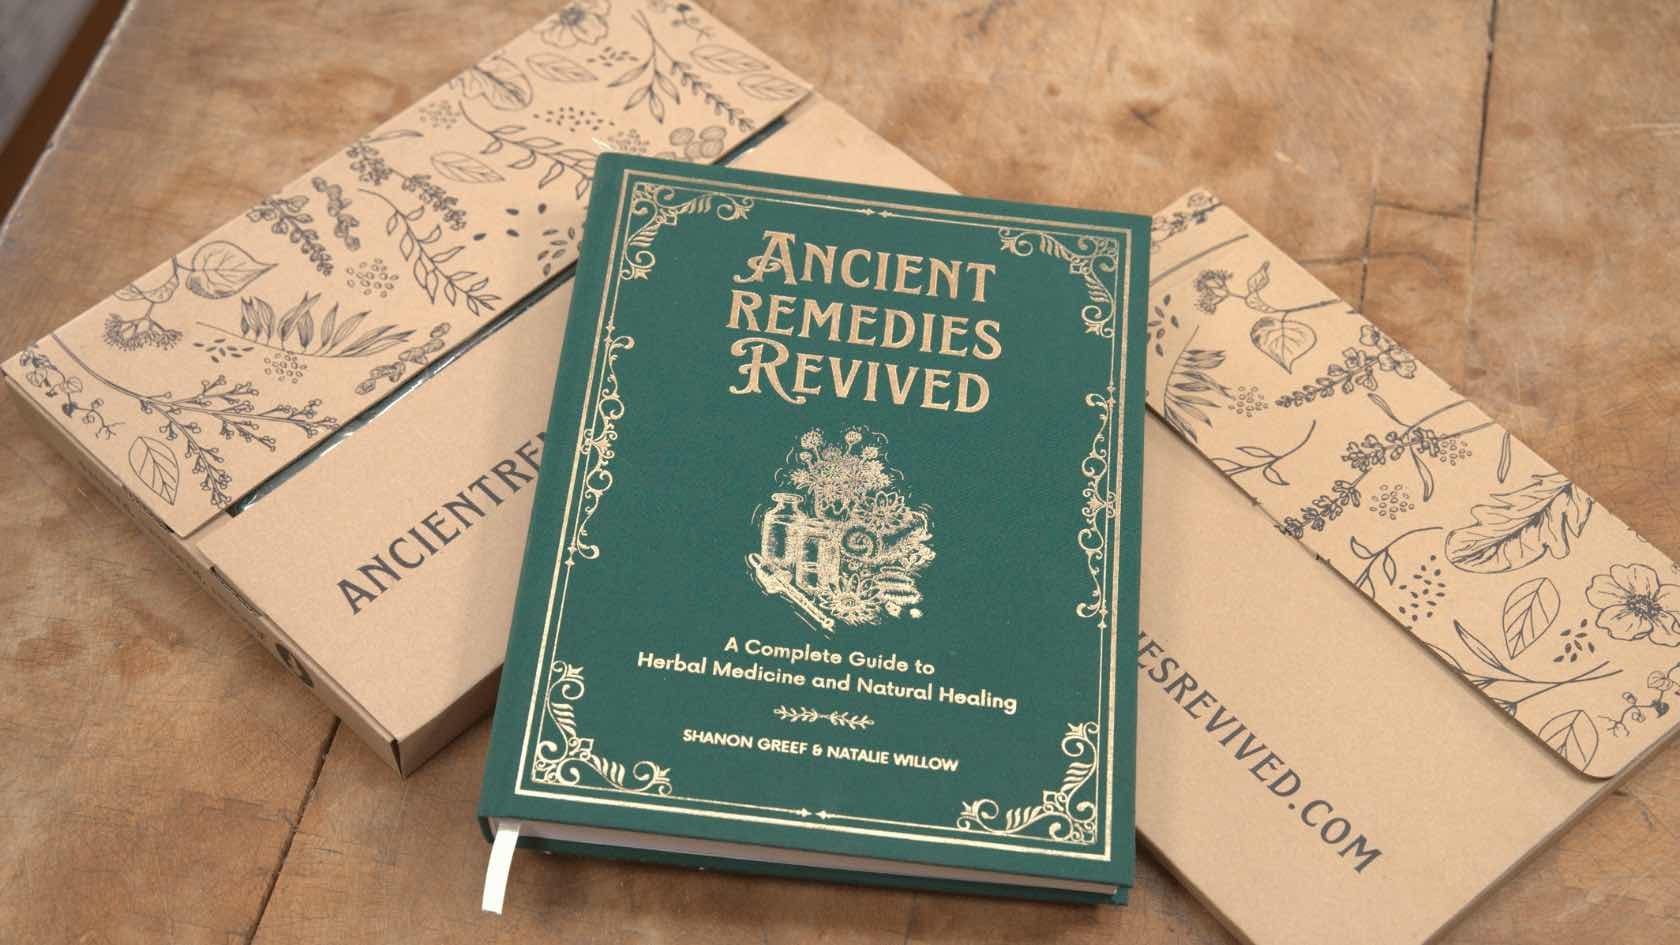 ANCIENT
REMEDIES
REVIVED
A Complete Guide to
Herbal Medicine and Natural Healing
SHANON GREEF & NATALIE WILLOW
ANCIENTRE
ESREVIVED.COM